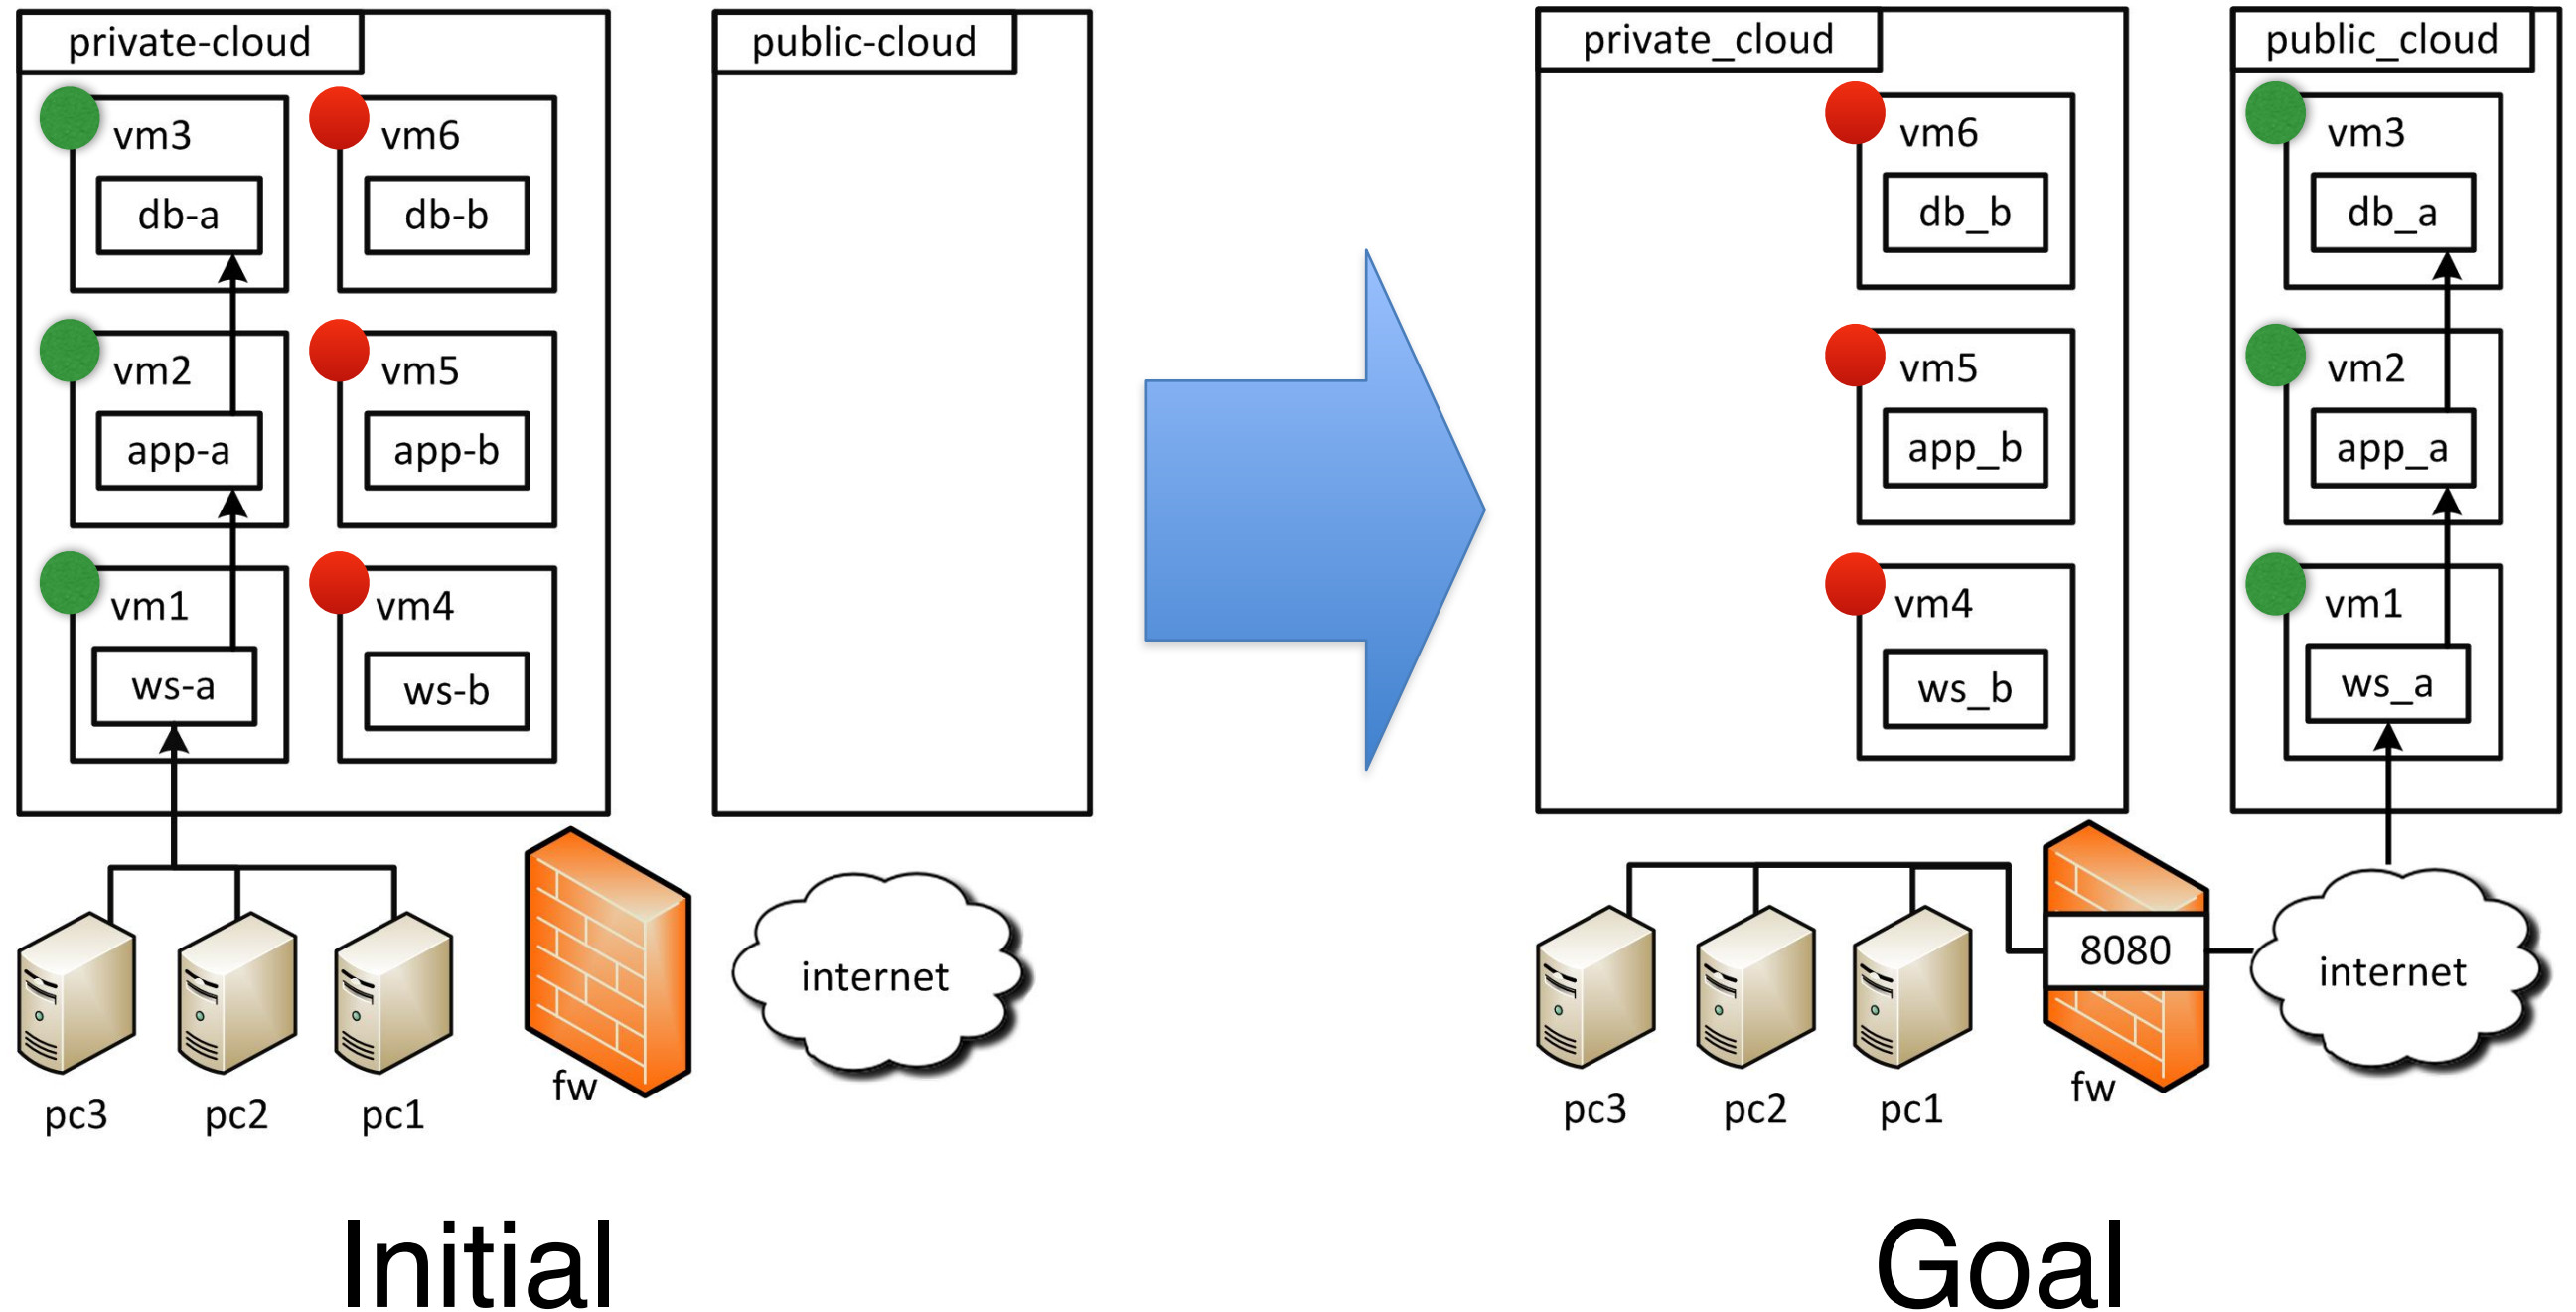 private-cloud
vm3
db-a
vm6
db-b
vm2
app-a
vm5
app-b
vm1
ws-a
vm4
ws-b
public-cloud
pc3
pc2
pc1
fw
internet
Initial
private_cloud
vm6
db_b
vm5
app_b
vm4
ws_b
public_cloud
vm3
db_a
vm2
app_a
vm1
ws_a
pc3
pc2
pc1
8080
fw
internet
Goal